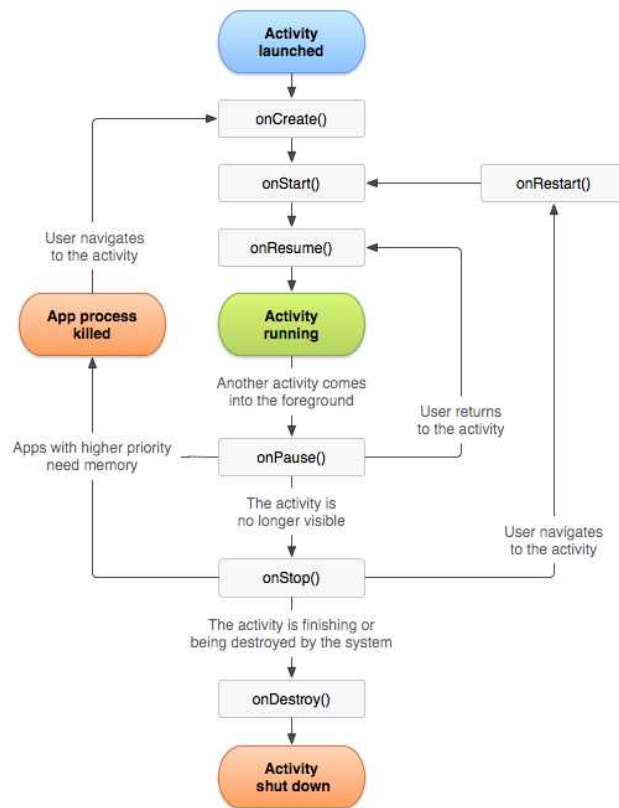 Activity
launched
onCreate()
onStart()
onRestart()
User navigates
to the activity
onResume()
App process
killed
Activity
running
Another activity comes
into the foreground
User returns
to the activity
Apps with higher priority
need memory
onPause()
The activity is
no longer visible
User navigates
to the activity
onStop()
The activity is finishing or
being destroyed by the system
onDestroy()
Activity
shut down